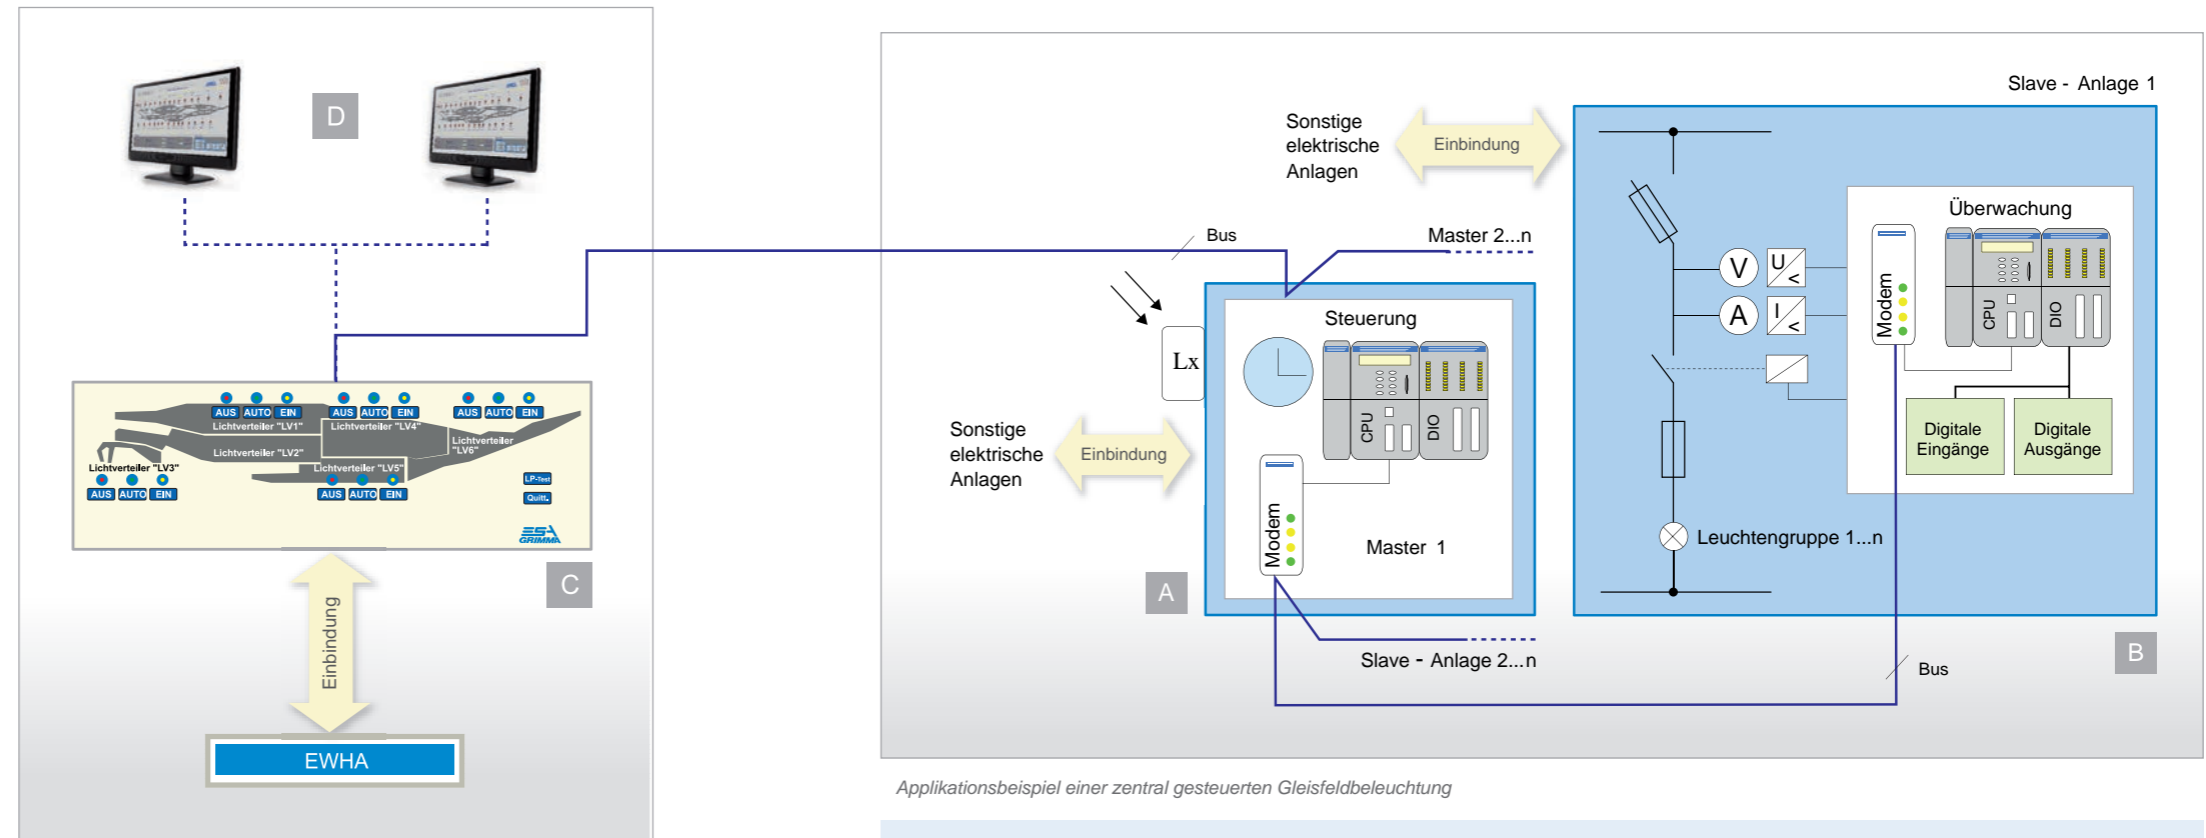 D
AUS AUTO EIN
AUS AUTO EIN
AUS AUTO EIN
Lichtverteiler "LV1"
Lichtverteiler "LV4"
Lichtverteiler
"LV6"
Lichtverteiler "LV2"
Lichtverteiler "LV3"
Lichtverteiler "LV5"
AUS AUTO EIN
AUS AUTO EIN
LP-Test
Quitt.
ESA
GRIMMA
C
Einbindung
EWHA
Slave - Anlage 1
Sonstige
elektrische
Anlagen
Einbindung
Bus
Master 2...n
Lx
Steuerung
CPU
DIO
Modem
Master 1
Sonstige
elektrische
Anlagen
Einbindung
A
Slave - Anlage 2...n
Überwachung
V
U
<
A
I
<
Modem
CPU
DIO
Digitale
Eingänge
Digitale
Ausgänge
Leuchtengruppe 1...n
B
Bus
Applikationsbeispiel einer zentral gesteuerten Gleisfeldbeleuchtung